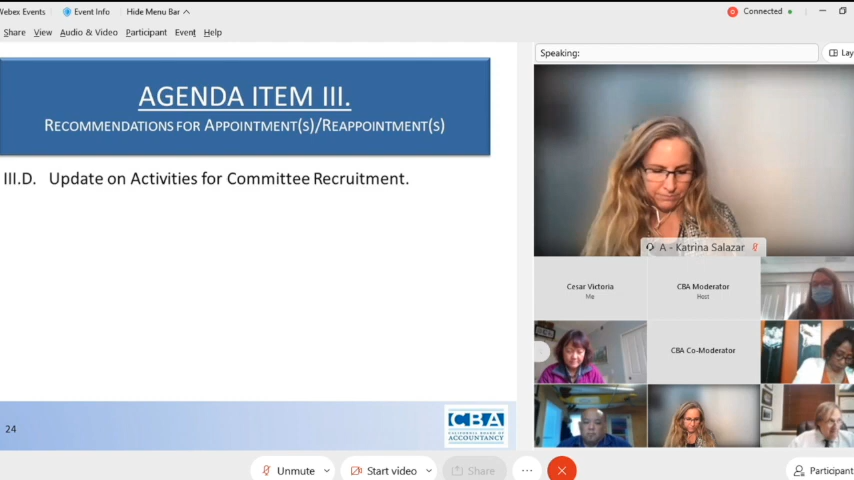 Webex Events
Event Info
Hide Menu Bar
Connected
Share View Audio & Video Participant Event Help
Speaking:
Lay
AGENDA ITEM III.
RECOMMENDATIONS FOR APPOINTMENT(S)/REAPPOINTMENT(S)
III.D. Update on Activities for Committee Recruitment.
A - Katrina Salazar
Cesar Victoria
Me
CBA Moderator
Host
CBA Co-Moderator
24
CBA
CALIFORNIA BOARD OF
ACCOUNTANCY
Unmute
Start video
Share
Participant